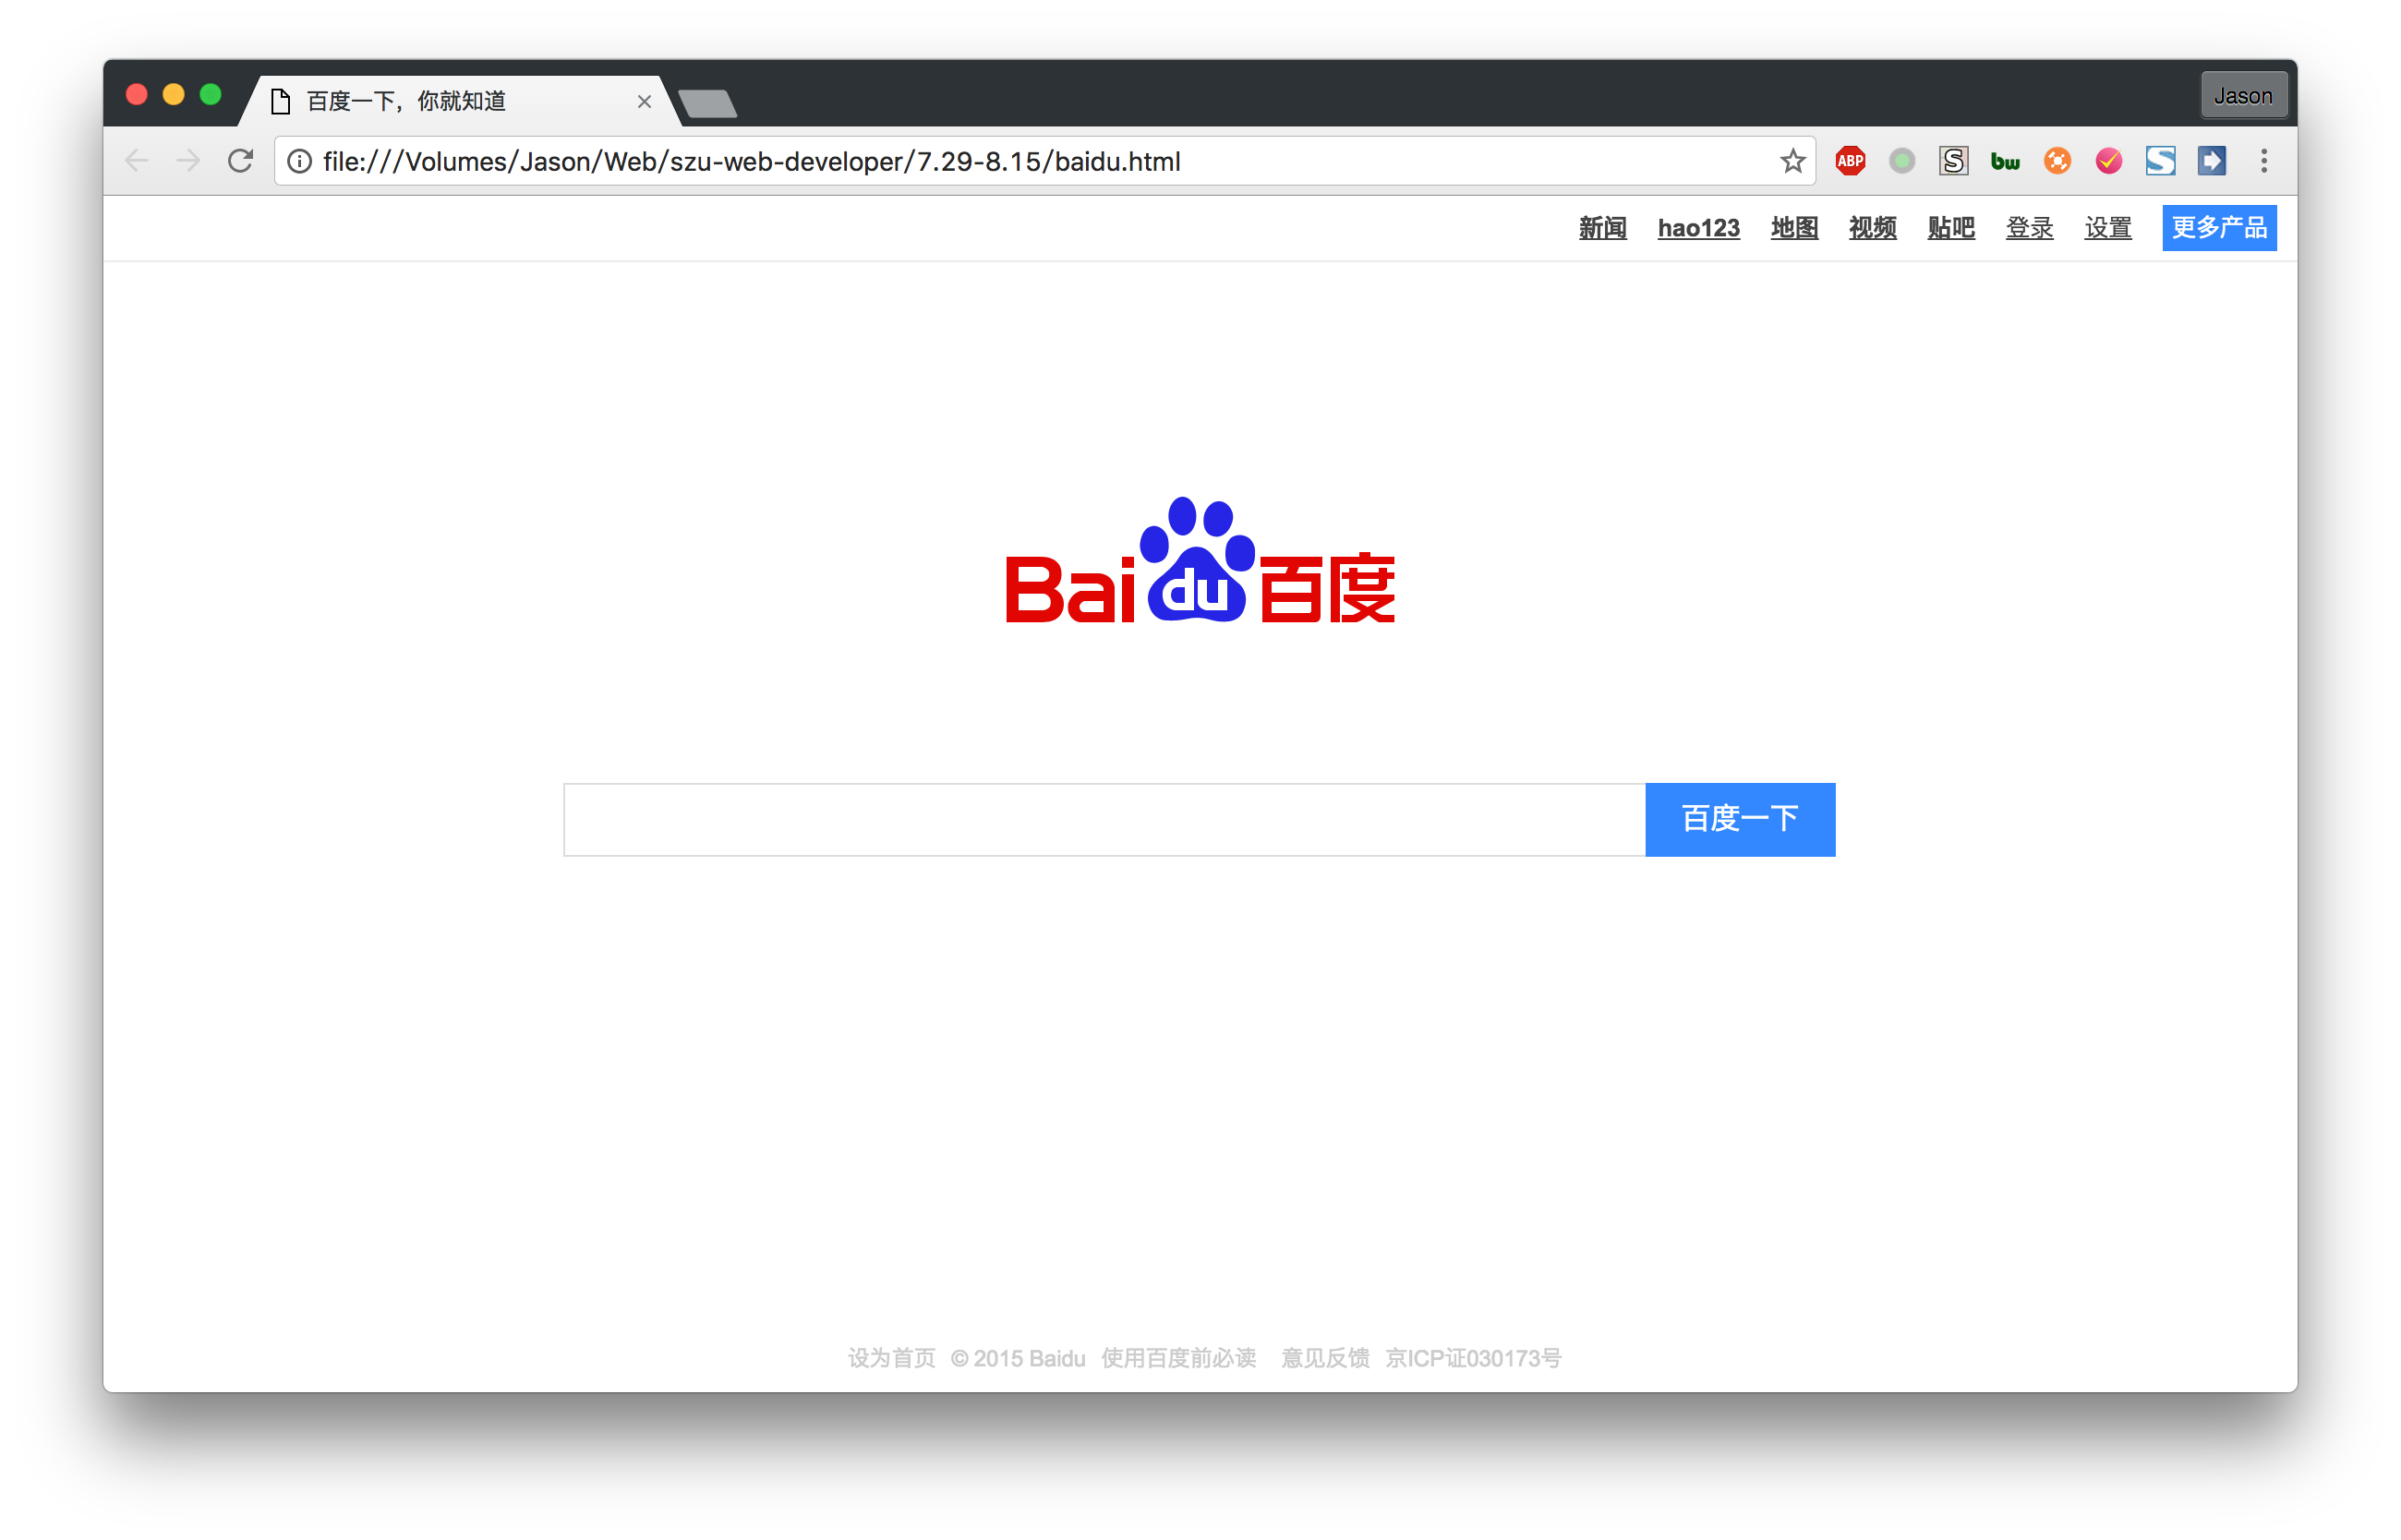 百度一下，你就知道
Jason
file:///Volumes/Jason/Web/szu-web-developer/7.29-8.15/baidu.html
ABP S bw S
新闻 hao123 地图 视频 贴吧 登录 设置 更多产品
Bai du 百度
百度一下
设为首页 © 2015 Baidu 使用百度前必读 意见反馈 京ICP证030173号